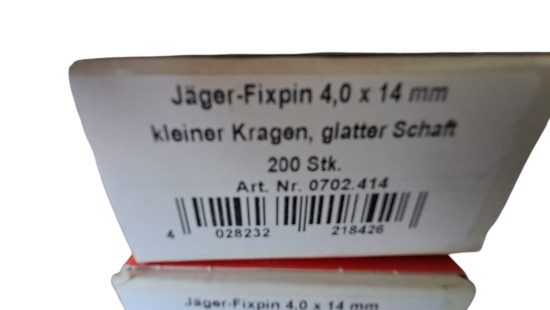 Jäger-Fixpin 4,0 x 14 mm
kleiner Kragen, glatter Schaft
200 Stk.
Art. Nr. 0702.414
4 028232 218426
Jäger-Fixpin 4,0 x 14 mm